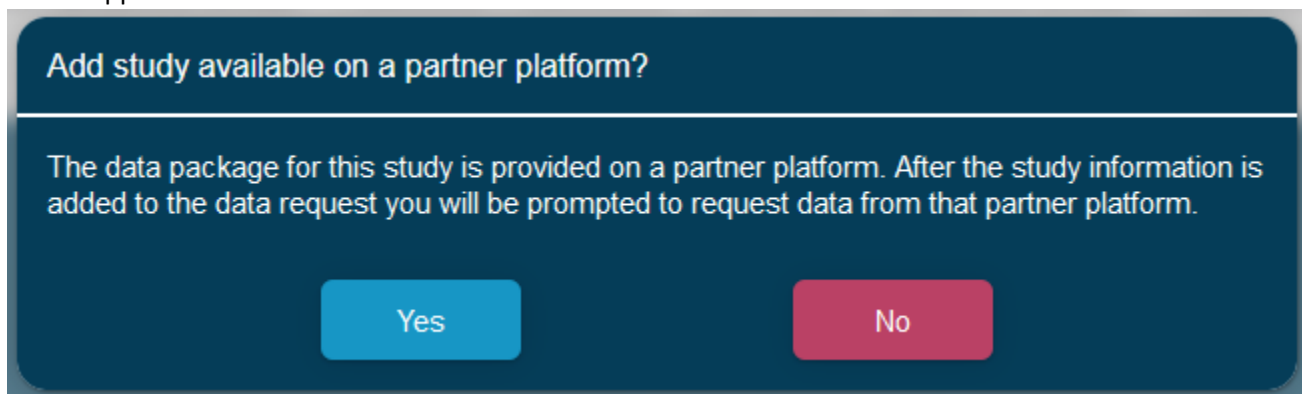 Add study available on a partner platform?
The data package for this study is provided on a partner platform. After the study information is
added to the data request you will be prompted to request data from that partner platform.
Yes
No